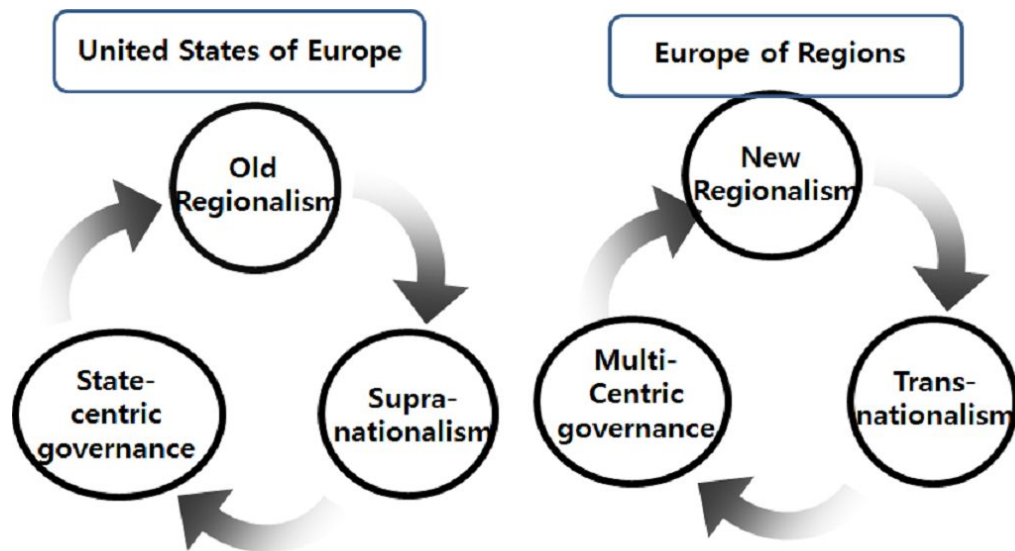 United States of Europe
Old
Regionalism
Supra-
nationalism
State-
centric
governance
Europe of Regions
New
Regionalism
Trans-
nationalism
Multi-
Centric
governance